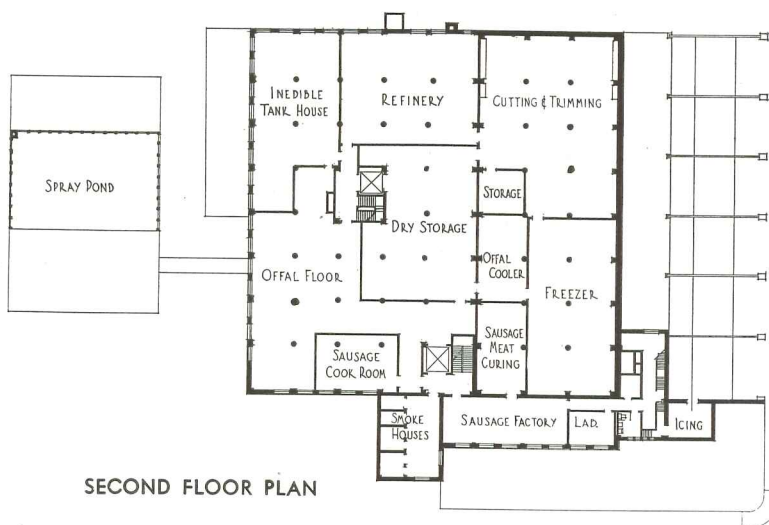 INEDIBLE
TANK HOUSE
REFINERY
CUTTING & TRIMMING
SPRAY POND
STORAGE
DRY STORAGE
OFFAL FLOOR
OFFAL
COOLER
FREEZER
SAUSAGE
COOK ROOM
SAUSAGE
MEAT
CURING
SMOKE
HOUSES
SAUSAGE FACTORY
LAD.
ICING
SECOND FLOOR PLAN